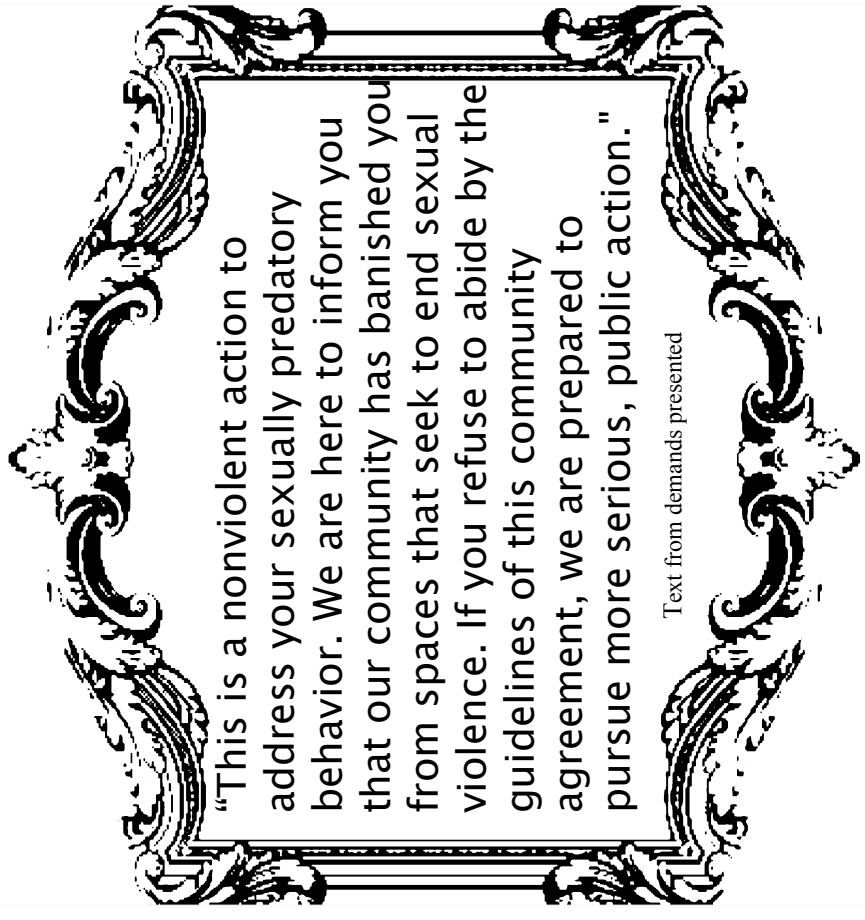 “This is a nonviolent action to
address your sexually predatory
behavior. We are here to inform you
that our community has banished you
from spaces that seek to end sexual
violence. If you refuse to abide by the
guidelines of this community
agreement, we are prepared to
pursue more serious, public action."
Text from demands presented